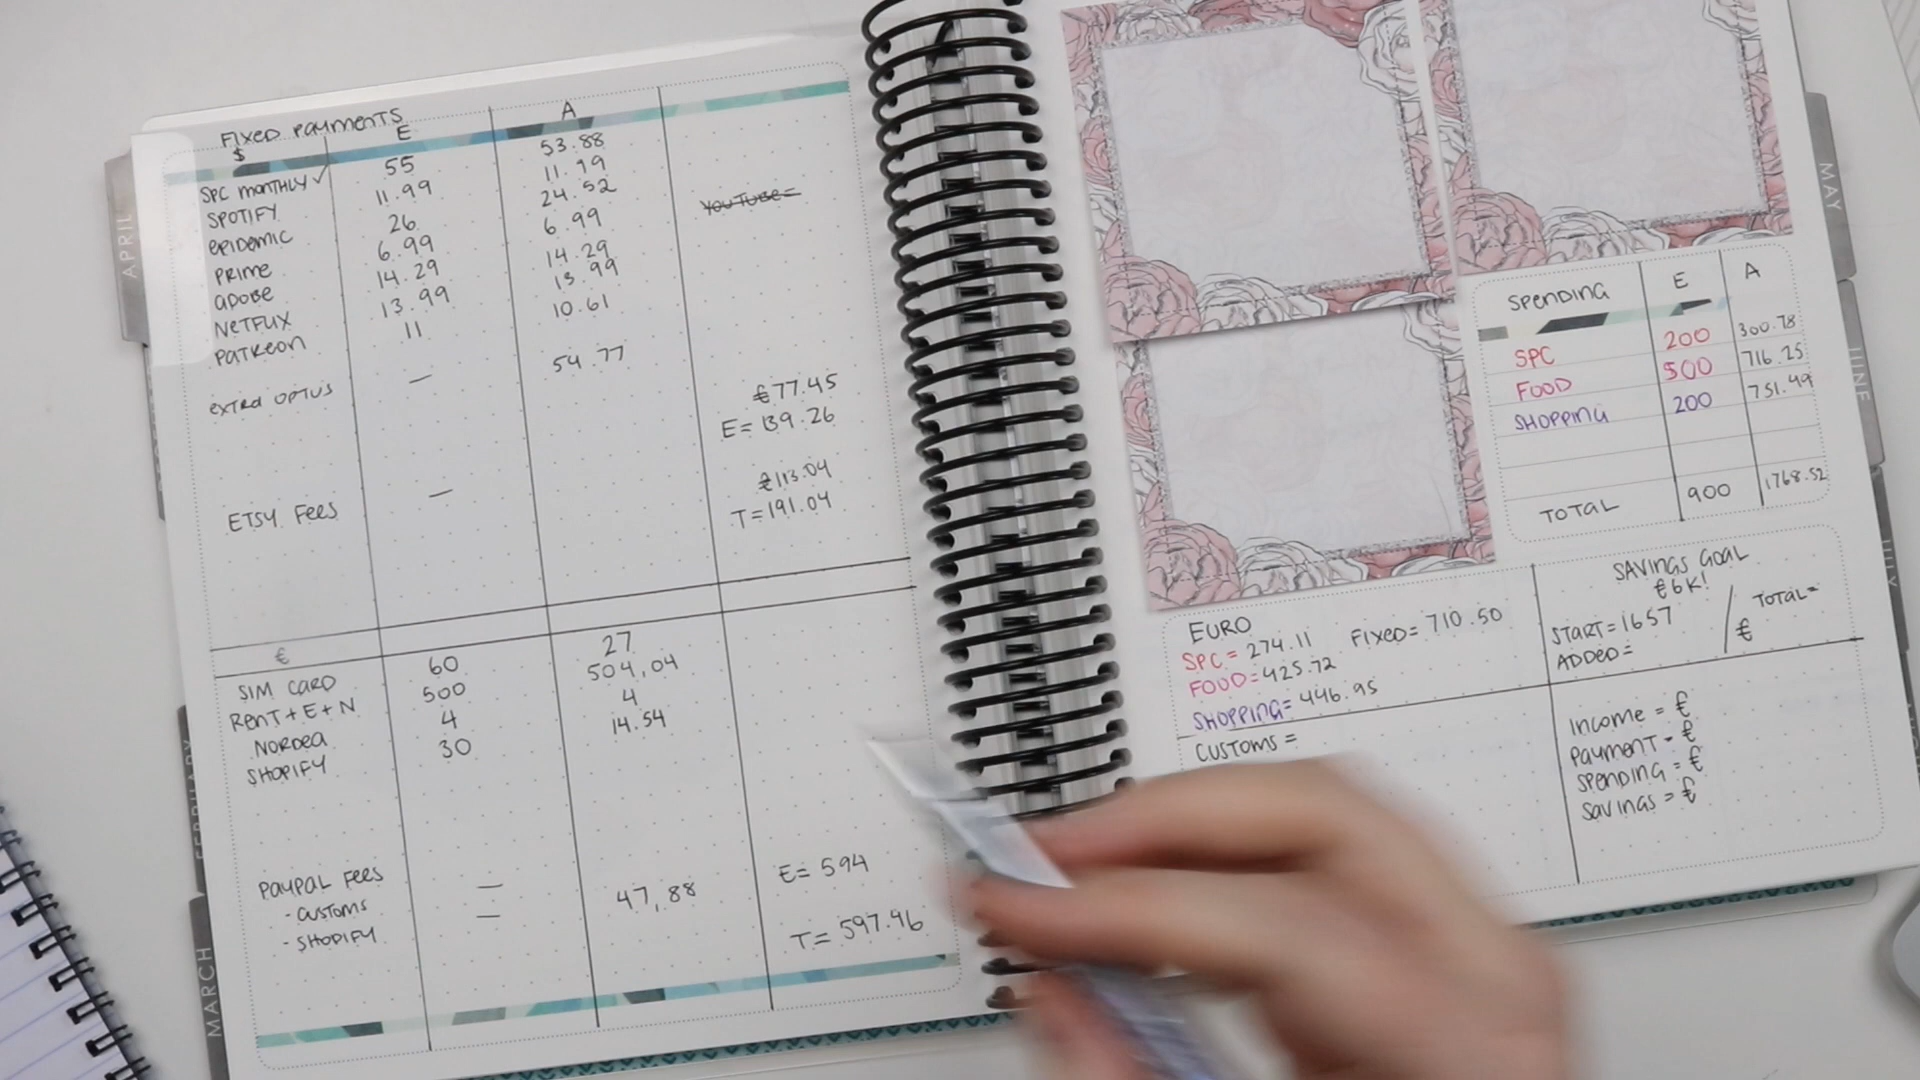 FIXED PAYMENTS
$ E A
SPC MONTHLY ✓ 55 53.88
SPOTIFY 11.99 11.99
EPIDEMIC 26 24.52
PRIME 6.99 6.99
ADOBE 14.29 14.29
NETFLIX 13.99 13.99
PATREON 11 10.61
EXTRA OPTUS — 54.77
YOUTUBE =
€77.45
E = 139.26
€113.04
T = 191.04
ETSY FEES —
€
SIM CARD 60 27
RENT + E + N 500 504,04
NORDEA 4 4
SHOPIFY 30 14.54
PAYPAL FEES
- CUSTOMS — 47,88
- SHOPIFY —
E = 594
T = 597.46
SPENDING E A
SPC 200 300.78
FOOD 500 716.25
SHOPPING 200 751.49
TOTAL 900 1768.52
EURO
SPC = 274.11 FIXED = 710.50
FOOD = 425.72
SHOPPING = 446.95
CUSTOMS =
SAVINGS GOAL
€6K!
START = 1657 / TOTAL =
ADDED = €
INCOME = €
PAYMENT = €
SPENDING = €
SAVINGS = €
APRIL
MARCH
FEBRUARY
MAY
JUNE
JULY